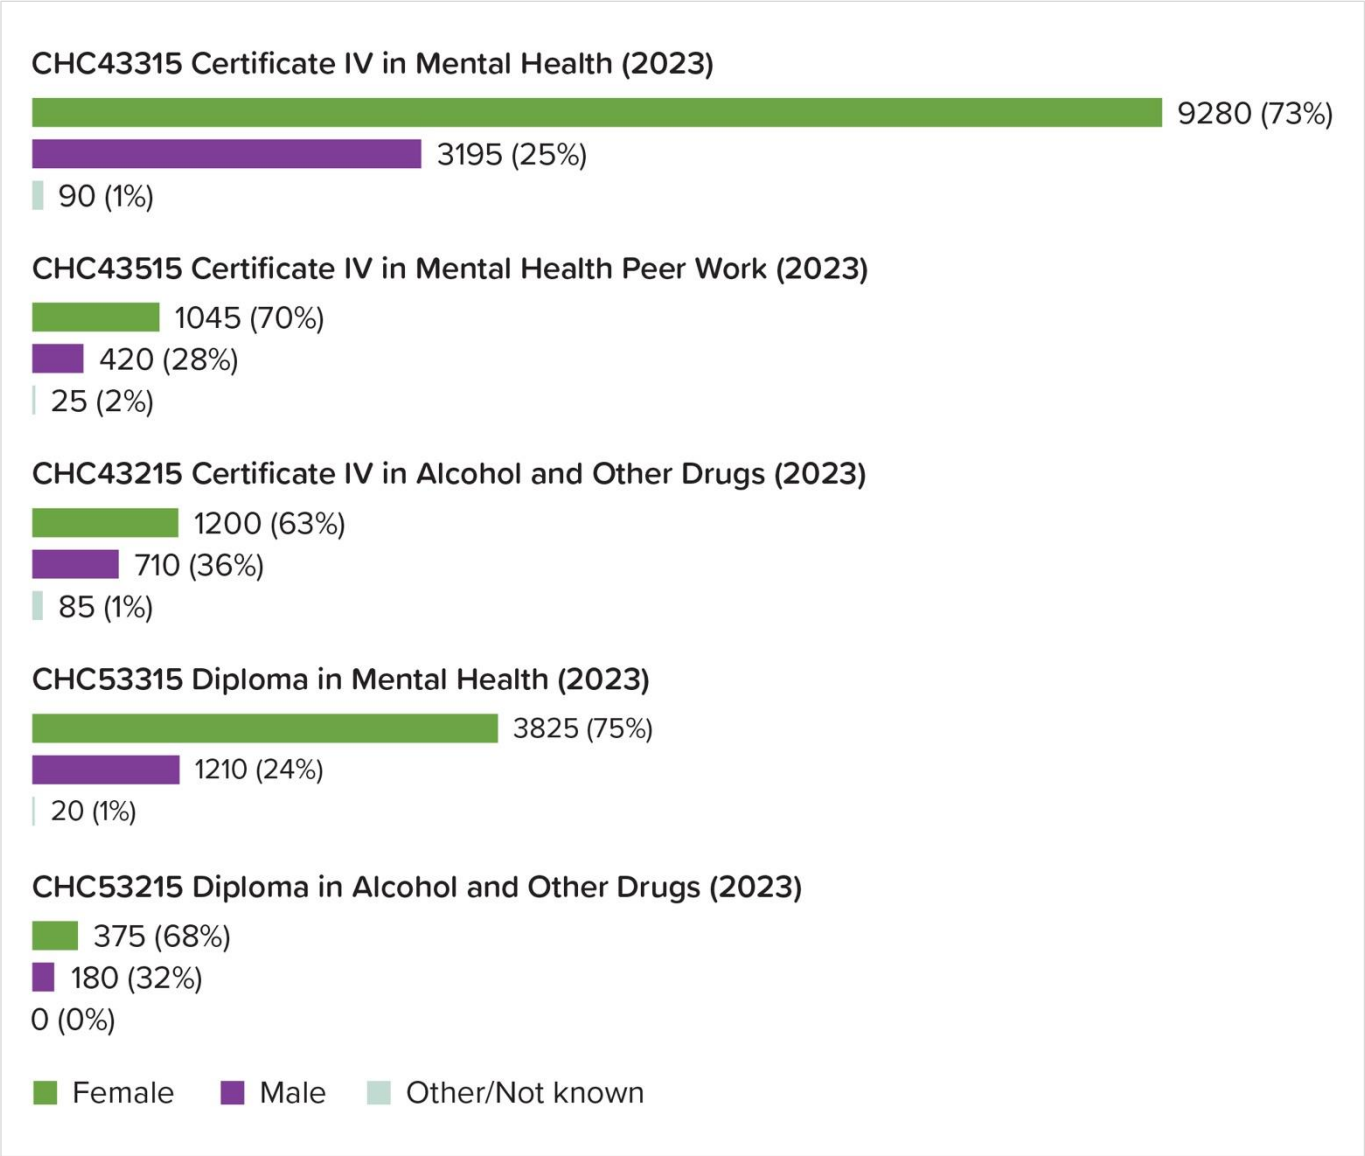 CHC43315 Certificate IV in Mental Health (2023)
9280 (73%)
3195 (25%)
90 (1%)
CHC43515 Certificate IV in Mental Health Peer Work (2023)
1045 (70%)
420 (28%)
25 (2%)
CHC43215 Certificate IV in Alcohol and Other Drugs (2023)
1200 (63%)
710 (36%)
85 (1%)
CHC53315 Diploma in Mental Health (2023)
3825 (75%)
1210 (24%)
20 (1%)
CHC53215 Diploma in Alcohol and Other Drugs (2023)
375 (68%)
180 (32%)
0 (0%)
Female Male Other/Not known